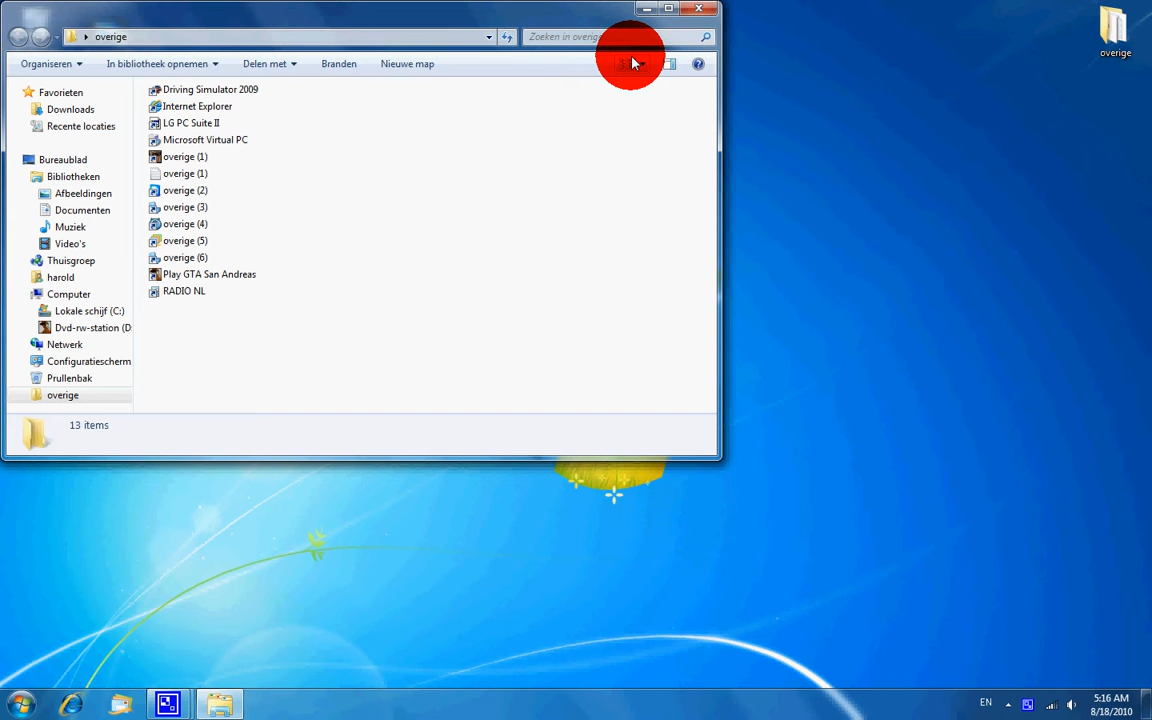 overige
Zoeken in overige
Organiseren
In bibliotheek opnemen
Delen met
Branden
Nieuwe map
Favorieten
Downloads
Recente locaties
Bureaublad
Bibliotheken
Afbeeldingen
Documenten
Muziek
Video's
Thuisgroep
harold
Computer
Lokale schijf (C:)
Dvd-rw-station (D:
Netwerk
Configuratiescherm
Prullenbak
overige
Driving Simulator 2009
Internet Explorer
LG PC Suite II
Microsoft Virtual PC
overige (1)
overige (1)
overige (2)
overige (3)
overige (4)
overige (5)
overige (6)
Play GTA San Andreas
RADIO NL
13 items
overige
EN
5:16 AM
8/18/2010